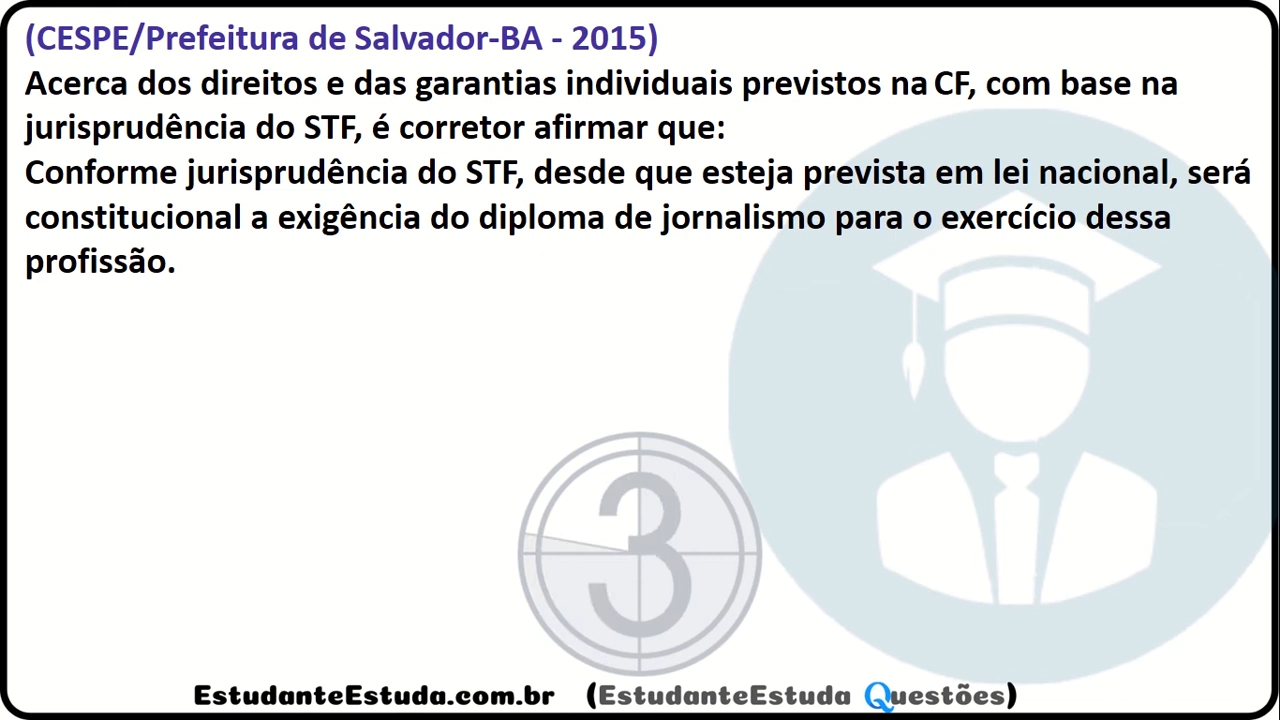 (CESPE/Prefeitura de Salvador-BA - 2015)
Acerca dos direitos e das garantias individuais previstos na CF, com base na
jurisprudência do STF, é corretor afirmar que:
Conforme jurisprudência do STF, desde que esteja prevista em lei nacional, será
constitucional a exigência do diploma de jornalismo para o exercício dessa
profissão.
3
EstudanteEstuda.com.br (EstudanteEstuda Questões)